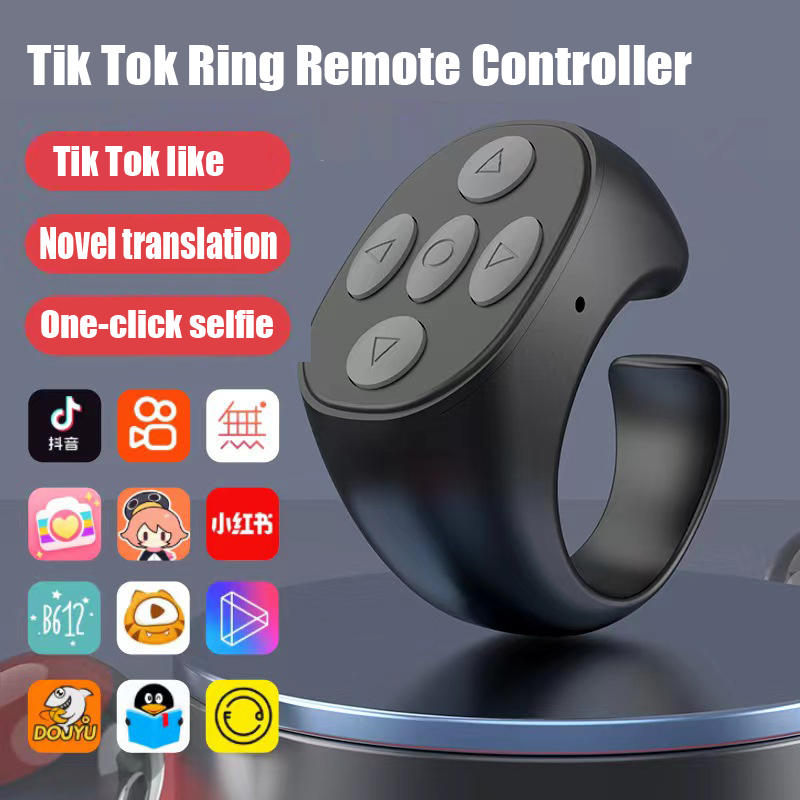 Tik Tok Ring Remote Controller
Tik Tok like
Novel translation
One-click selfie
抖音
無
小红书
B612
DOUYU